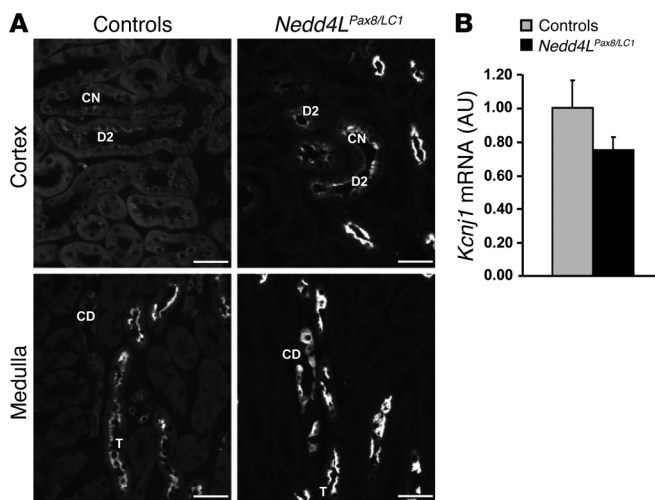 A
Controls
Nedd4L^Pax8/LC1
Cortex
CN
D2
D2
CN
D2
Medulla
CD
T
CD
T
B
Controls
Nedd4L^Pax8/LC1
Kcnj1 mRNA (AU)
1.20
1.00
0.80
0.60
0.40
0.20
0.00